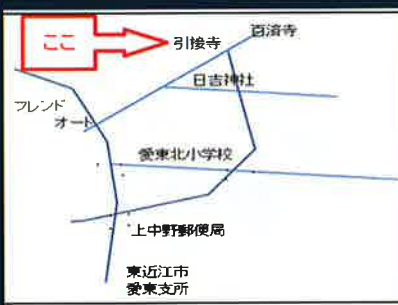 ここ
引接寺
百済寺
日吉神社
フレンド
オート
愛東北小学校
上中野郵便局
東近江市
愛東支所